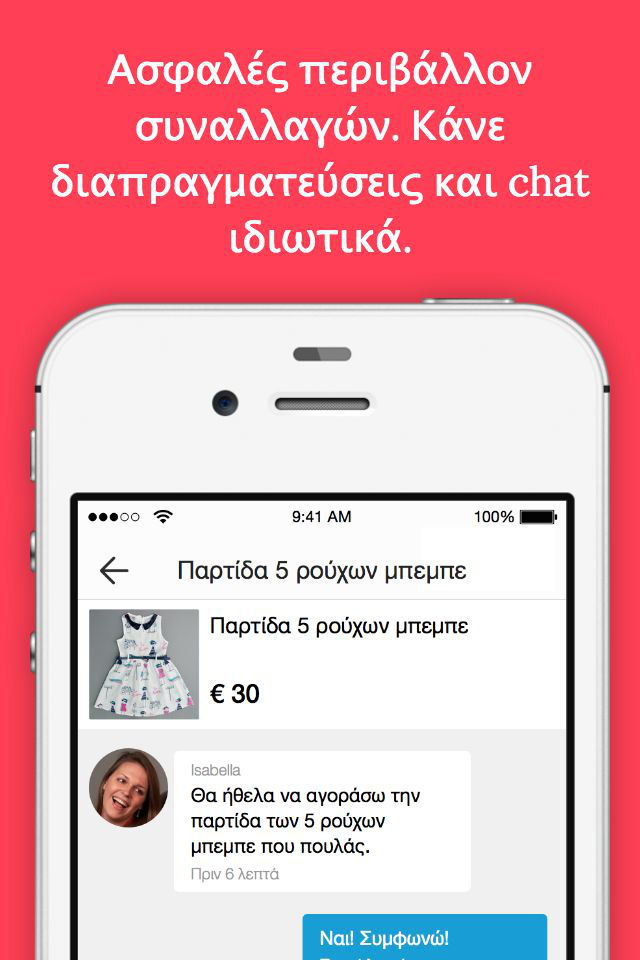 Ασφαλές περιβάλλον
συναλλαγών. Κάνε
διαπραγματεύσεις και chat
ιδιωτικά.
9:41 AM
100%
Παρτίδα 5 ρούχων μπεμπε
Παρτίδα 5 ρούχων μπεμπε
€ 30
Isabella
Θα ήθελα να αγοράσω την
παρτίδα των 5 ρούχων
μπεμπε που πουλάς.
Πριν 6 λεπτά
Ναι! Συμφωνώ!